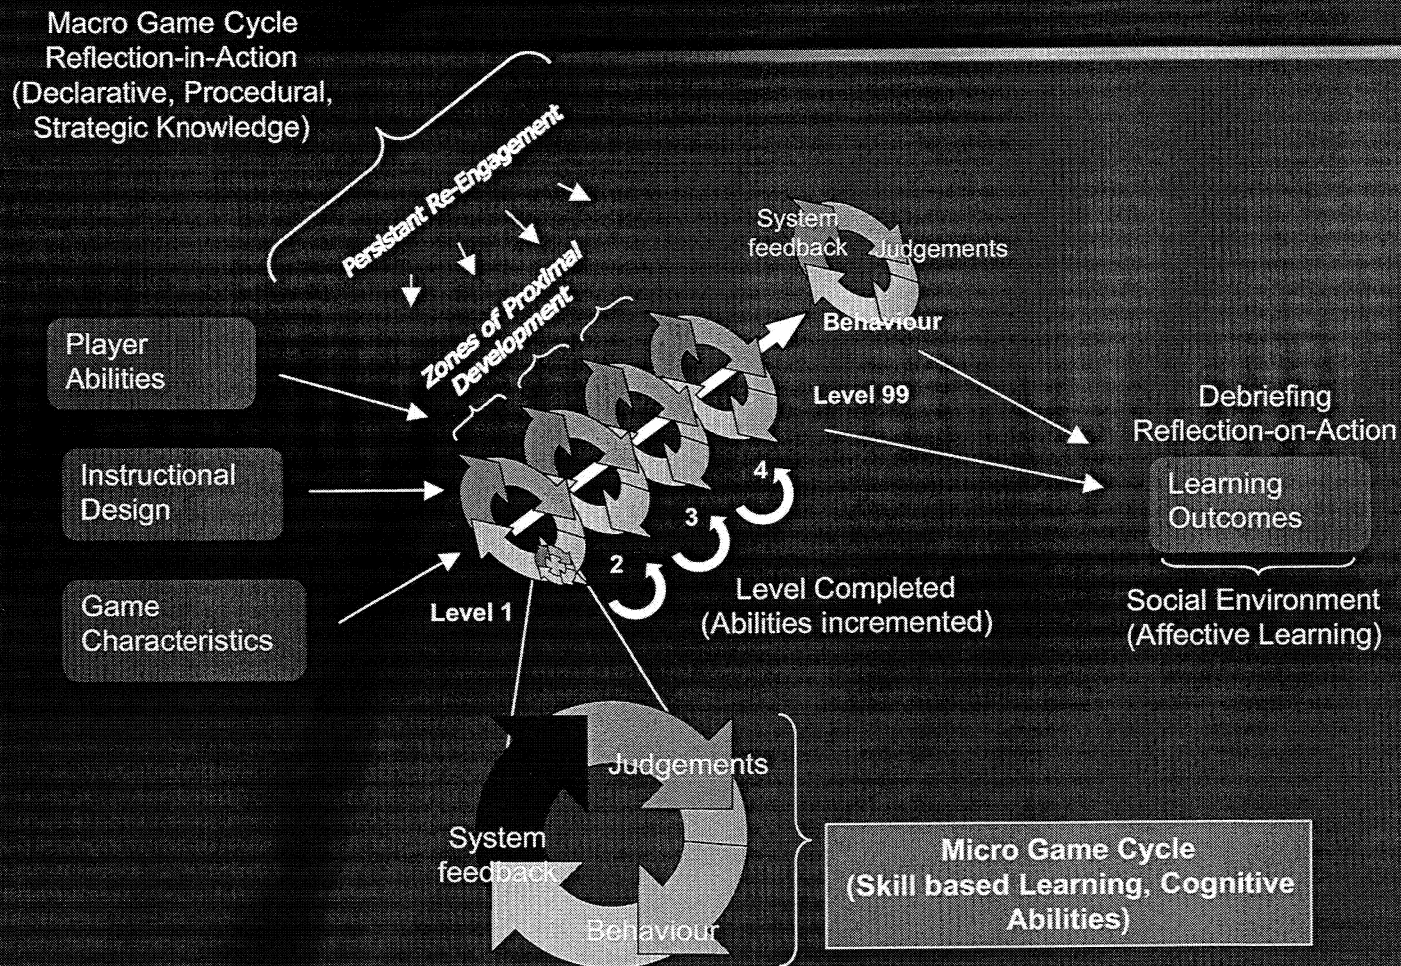 Macro Game Cycle
Reflection-in-Action
(Declarative, Procedural,
Strategic Knowledge)
Persistant Re-Engagement
Zones of Proximal
Development
System
feedback
Judgements
Behaviour
Player
Abilities
Instructional
Design
Game
Characteristics
Level 1
2
3
4
Level 99
Level Completed
(Abilities incremented)
Debriefing
Reflection-on-Action
Learning
Outcomes
Social Environment
(Affective Learning)
Judgements
System
feedback
Behaviour
Micro Game Cycle
(Skill based Learning, Cognitive
Abilities)